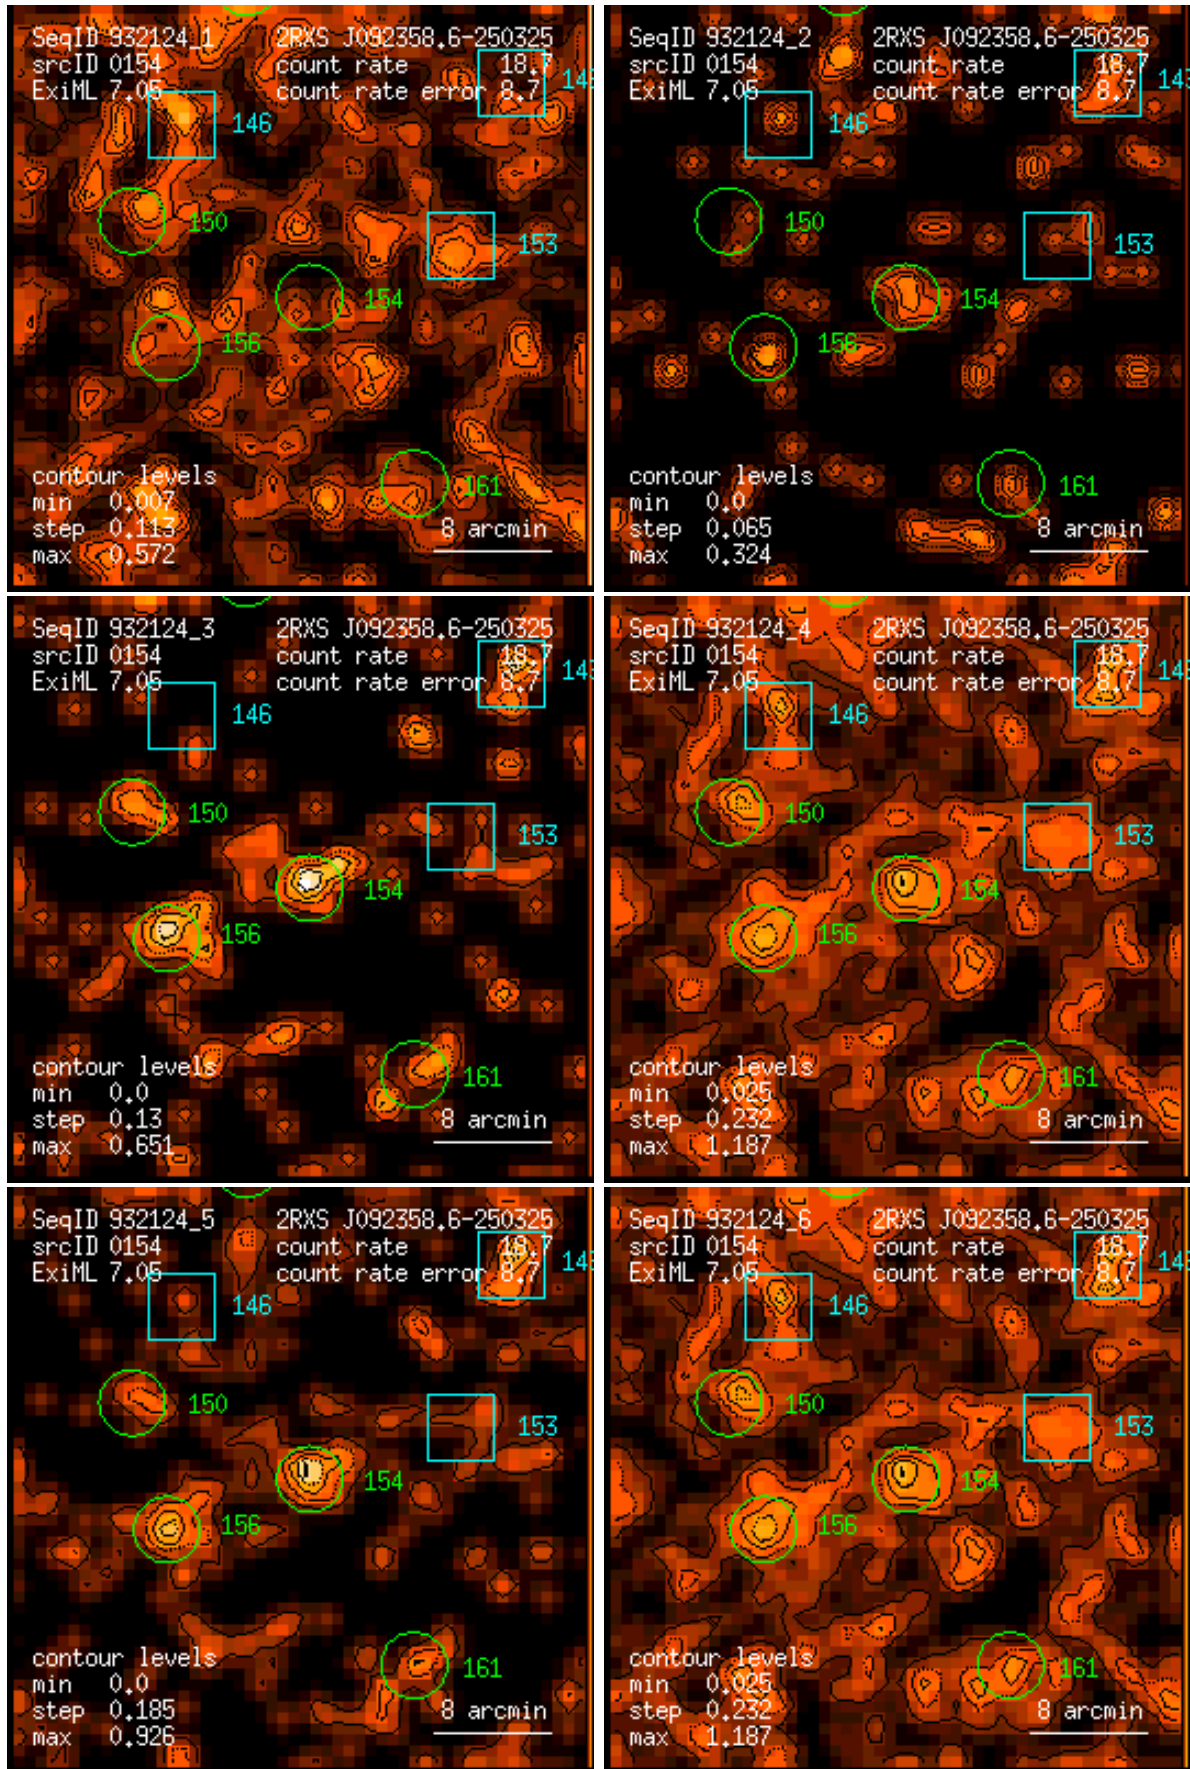 SeqID 932124_1 2RXS J092358.6-250325
srcID 0154 count rate 18.7
ExiML 7.05 count rate error 8.7
143
146
150
153
154
156
161
contour levels
min 0.007
step 0.113
max 0.572
8 arcmin
SeqID 932124_2 2RXS J092358.6-250325
srcID 0154 count rate 18.7
ExiML 7.05 count rate error 8.7
143
146
150
153
154
156
161
contour levels
min 0.0
step 0.065
max 0.324
8 arcmin
SeqID 932124_3 2RXS J092358.6-250325
srcID 0154 count rate 18.7
ExiML 7.05 count rate error 8.7
143
146
150
153
154
156
161
contour levels
min 0.0
step 0.13
max 0.651
8 arcmin
SeqID 932124_4 2RXS J092358.6-250325
srcID 0154 count rate 18.7
ExiML 7.05 count rate error 8.7
143
146
150
153
154
156
161
contour levels
min 0.025
step 0.232
max 1.187
8 arcmin
SeqID 932124_5 2RXS J092358.6-250325
srcID 0154 count rate 18.7
ExiML 7.05 count rate error 8.7
143
146
150
153
154
156
161
contour levels
min 0.0
step 0.185
max 0.926
8 arcmin
SeqID 932124_6 2RXS J092358.6-250325
srcID 0154 count rate 18.7
ExiML 7.05 count rate error 8.7
143
146
150
153
154
156
161
contour levels
min 0.025
step 0.232
max 1.187
8 arcmin